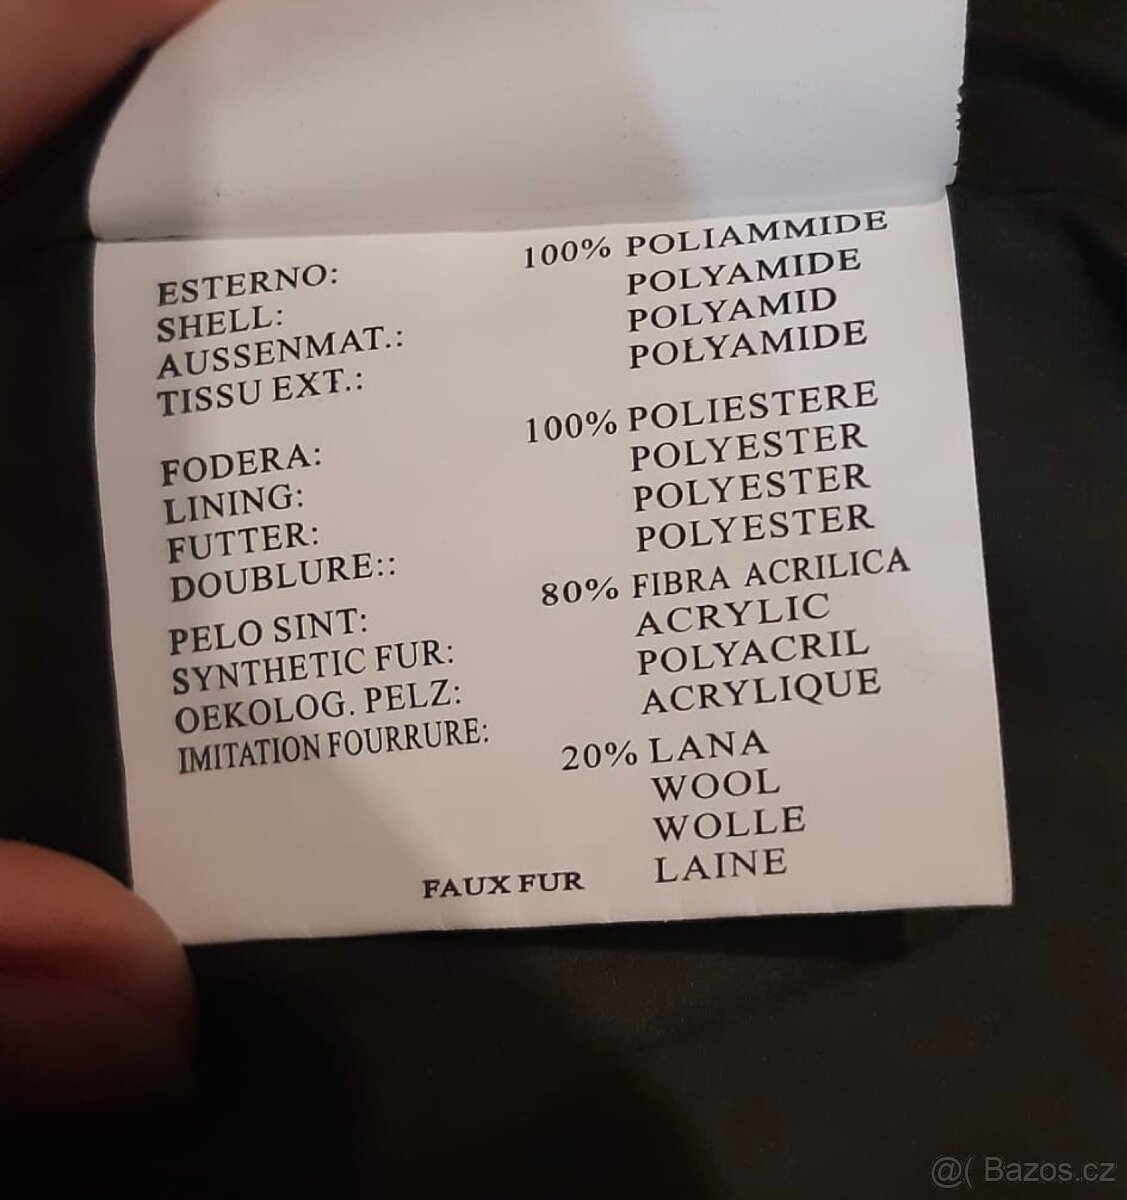 ESTERNO: 100% POLIAMMIDE
SHELL: POLYAMIDE
AUSSENMAT.: POLYAMID
TISSU EXT.: POLYAMIDE
FODERA: 100% POLIESTERE
LINING: POLYESTER
FUTTER: POLYESTER
DOUBLURE:: POLYESTER
PELO SINT: 80% FIBRA ACRILICA
SYNTHETIC FUR: ACRYLIC
OEKOLOG. PELZ: POLYACRIL
IMITATION FOURRURE: ACRYLIQUE
20% LANA
WOOL
WOLLE
FAUX FUR LAINE
@( Bazos.cz